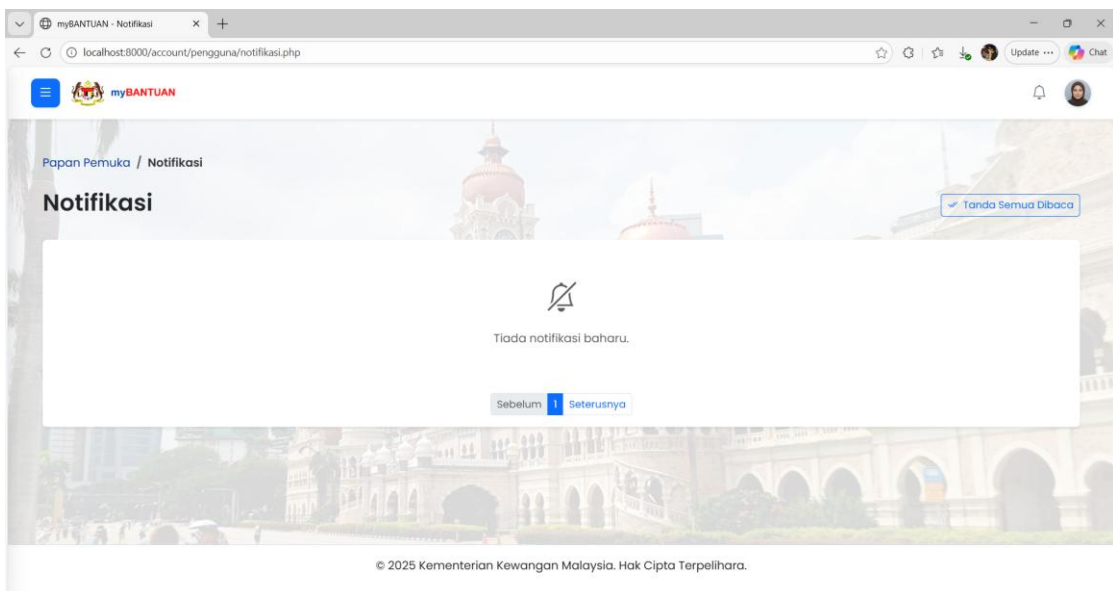 myBANTUAN - Notifikasi
localhost:8000/account/pengguna/notifikasi.php
Update
Chat
myBANTUAN
Papan Pemuka / Notifikasi
Notifikasi
Tanda Semua Dibaca
Tiada notifikasi baharu.
Sebelum 1 Seterusnya
© 2025 Kementerian Kewangan Malaysia. Hak Cipta Terpelihara.